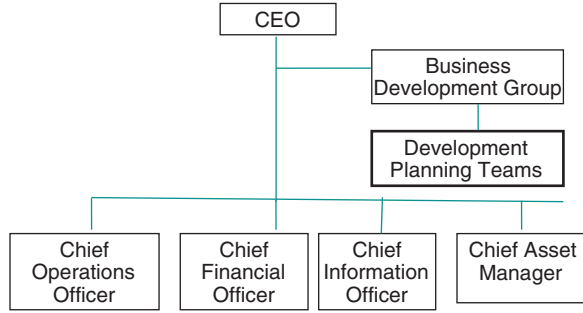 CEO
Business
Development Group
Development
Planning Teams
Chief
Operations
Officer
Chief
Financial
Officer
Chief
Information
Officer
Chief Asset
Manager